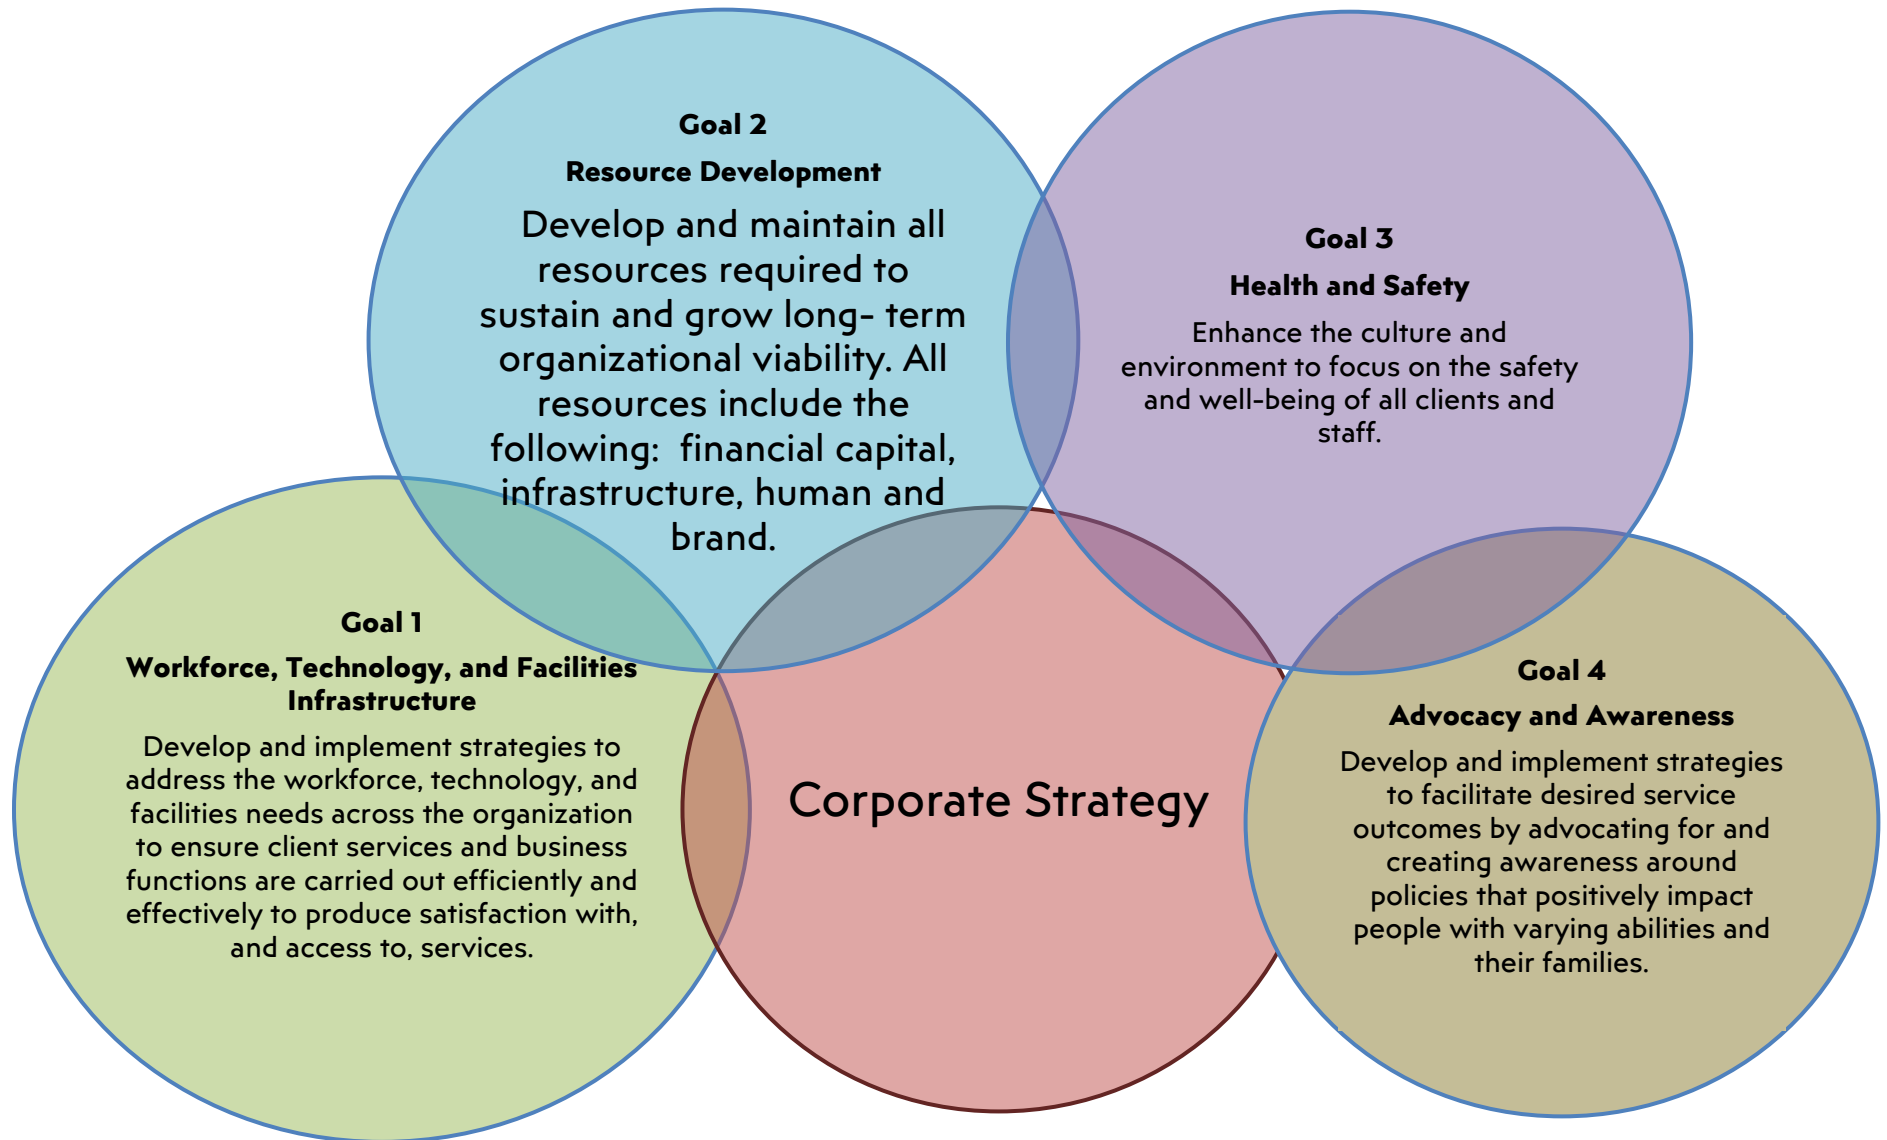 Goal 2
Resource Development
Develop and maintain all
resources required to
sustain and grow long- term
organizational viability. All
resources include the
following:  financial capital,
infrastructure, human and
brand.
Goal 3
Health and Safety
Enhance the culture and
environment to focus on the safety
and well-being of all clients and
staff.
Goal 1
Workforce, Technology, and Facilities
Infrastructure
Develop and implement strategies to
address the workforce, technology, and
facilities needs across the organization
to ensure client services and business
functions are carried out efficiently and
effectively to produce satisfaction with,
and access to, services.
Corporate Strategy
Goal 4
Advocacy and Awareness
Develop and implement strategies
to facilitate desired service
outcomes by advocating for and
creating awareness around
policies that positively impact
people with varying abilities and
their families.